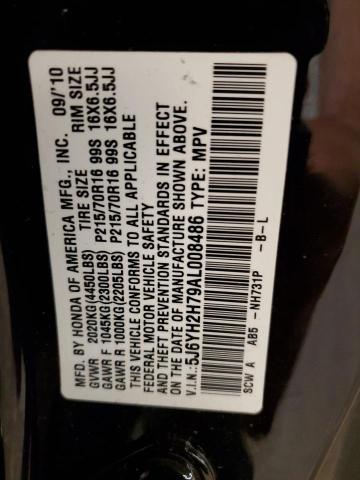 MFD. BY HONDA OF AMERICA MFG., INC. 09/'10
TIRE SIZE RIM SIZE
GVWR 2020KG(4450LBS)
GAWR F 1045KG(2300LBS) P215/70R16 99S 16X6.5JJ
GAWR R 1000KG(2205LBS) P215/70R16 99S 16X6.5JJ
THIS VEHICLE CONFORMS TO ALL APPLICABLE
FEDERAL MOTOR VEHICLE SAFETY
AND THEFT PREVENTION STANDARDS IN EFFECT
ON THE DATE OF MANUFACTURE SHOWN ABOVE.
V.I.N.:5J6YH2H79AL008486 TYPE: MPV
SCW A AB5 -NH731P -B-L